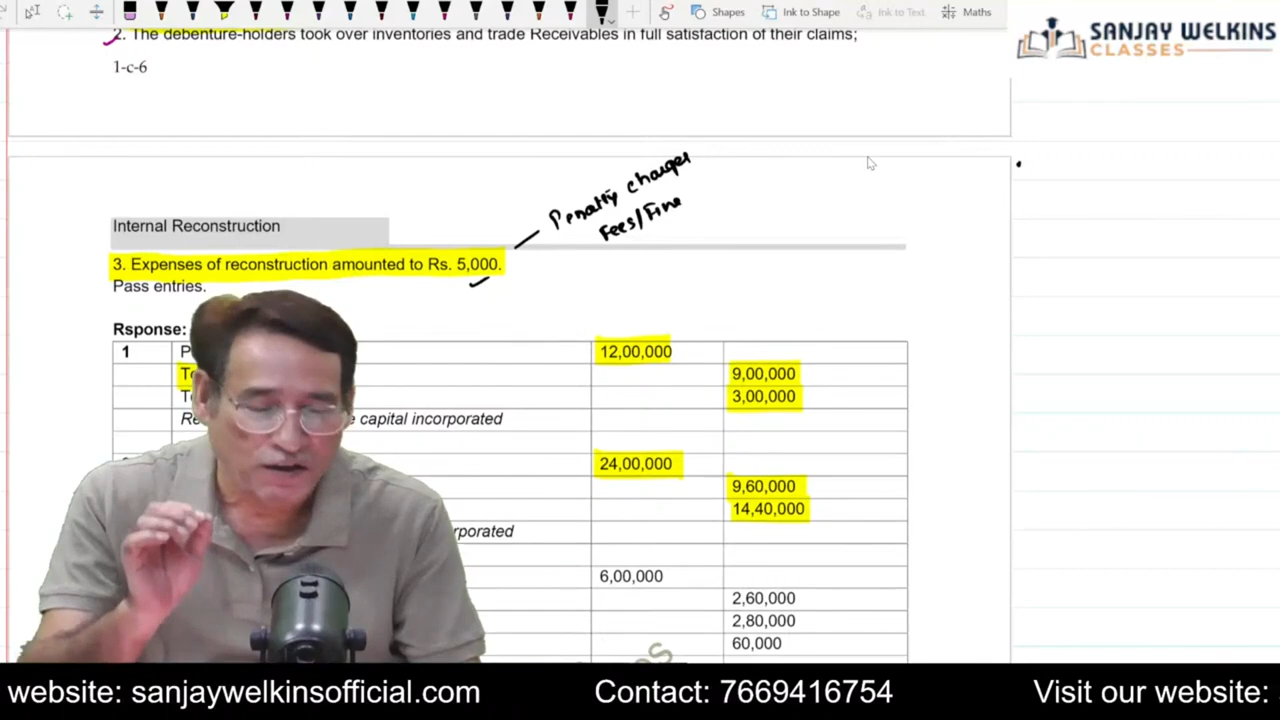 Shapes
Ink to Shape
Ink to Text
Maths
SANJAY WELKINS
CLASSES
2. The debenture-holders took over inventories and trade Receivables in full satisfaction of their claims;
1-c-6
Penalty charges
Fees/Fine
Internal Reconstruction
3. Expenses of reconstruction amounted to Rs. 5,000.
Pass entries.
Rsponse:
1 12,00,000
9,00,000
3,00,000
capital incorporated
24,00,000
9,60,000
14,40,000
6,00,000
2,60,000
2,80,000
60,000
website: sanjaywelkinsofficial.com Contact: 7669416754 Visit our website: